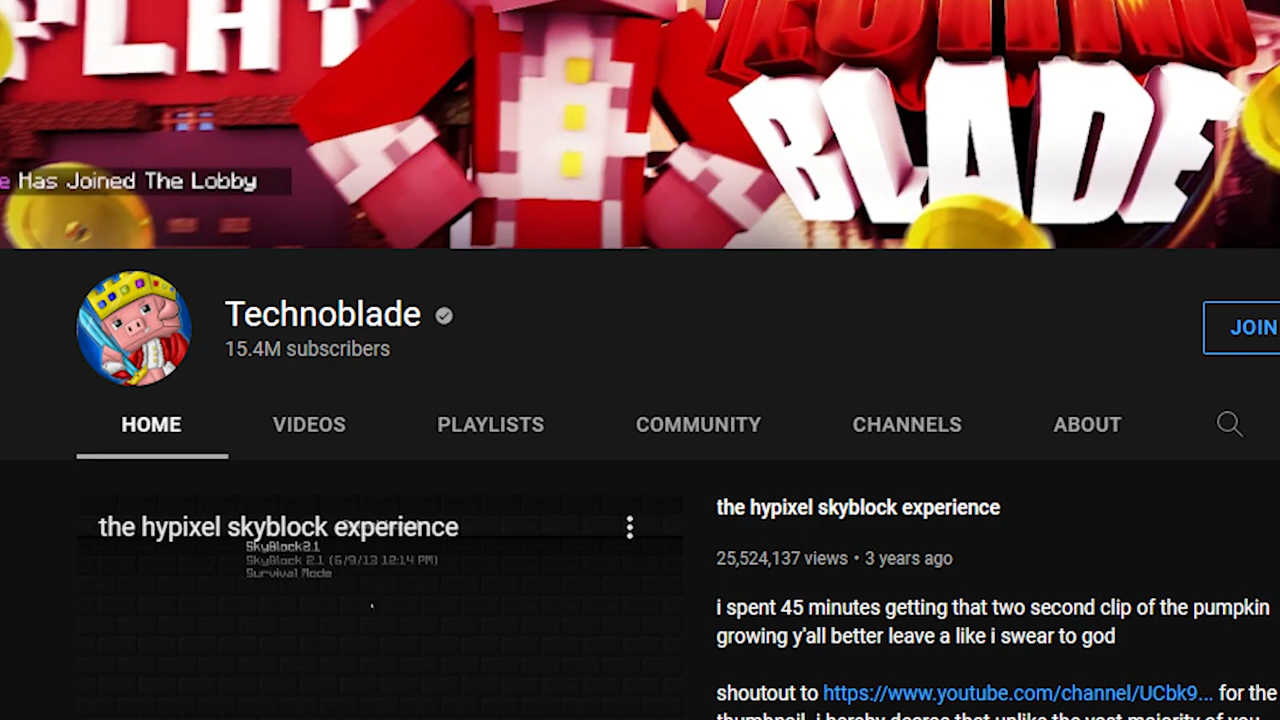 PLAY
TECHNO
BLADE
Has Joined The Lobby
Technoblade
15.4M subscribers
JOIN
HOME VIDEOS PLAYLISTS COMMUNITY CHANNELS ABOUT
the hypixel skyblock experience
SkyBlock2.1
SkyBlock 2.1 (6/9/13 12:14 PM)
Survival Mode
the hypixel skyblock experience
25,524,137 views • 3 years ago
i spent 45 minutes getting that two second clip of the pumpkin
growing y'all better leave a like i swear to god
shoutout to https://www.youtube.com/channel/UCbk9... for the
thumbnail. i hereby decree that unlike the vast majority of you